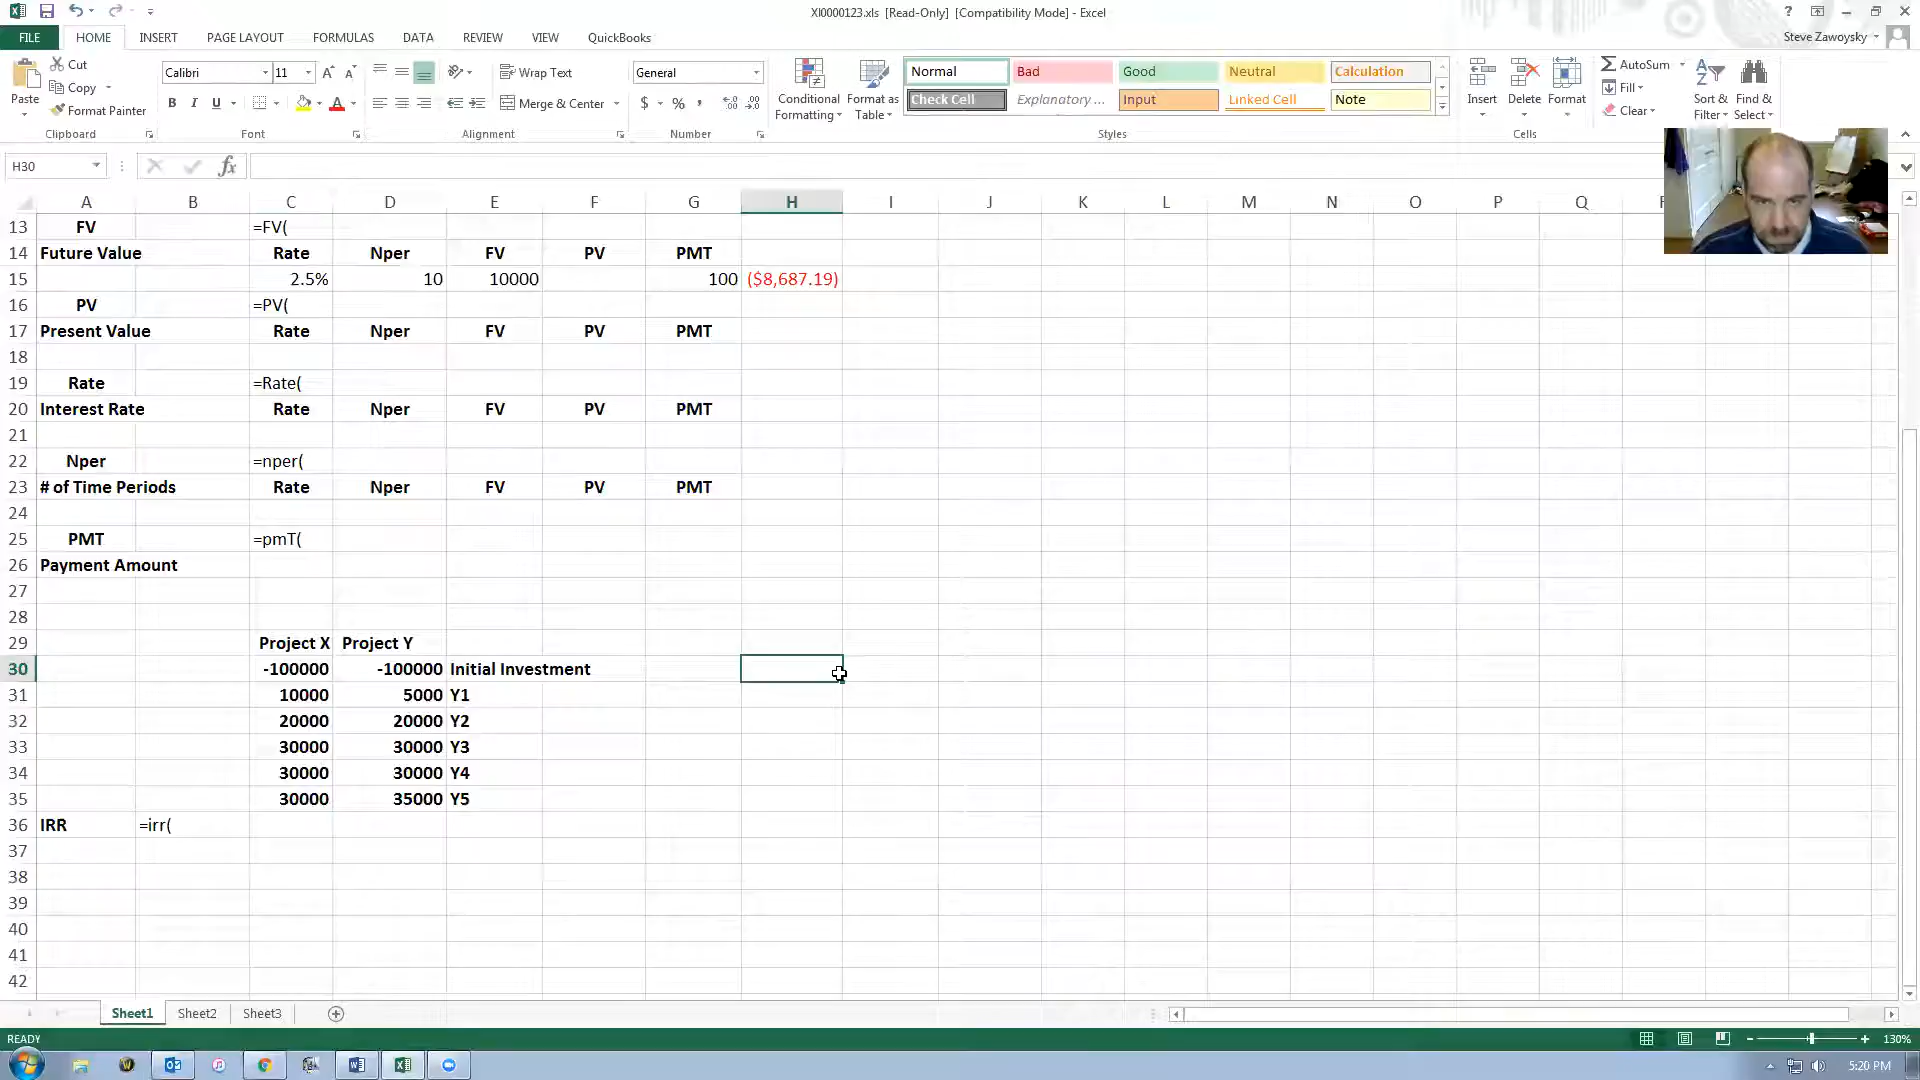 XI0000123.xls [Read-Only] [Compatibility Mode] - Excel
FILE HOME INSERT PAGE LAYOUT FORMULAS DATA REVIEW VIEW QuickBooks Steve Zawoysky
Paste Cut Copy Format Painter
Calibri 11
B I U A
Wrap Text
Merge & Center
General
$ %
Conditional Formatting
Format as Table
Normal Bad Good Neutral Calculation
Check Cell Explanatory ... Input Linked Cell Note
Insert Delete Format
AutoSum
Fill
Clear
Sort & Filter
Find & Select
Clipboard Font Alignment Number Styles Cells
H30 fx
A B C D E F G H I J K L M N O P Q
13 FV =FV(
14 Future Value Rate Nper FV PV PMT
15 2.5% 10 10000 100 ($8,687.19)
16 PV =PV(
17 Present Value Rate Nper FV PV PMT
18
19 Rate =Rate(
20 Interest Rate Rate Nper FV PV PMT
21
22 Nper =nper(
23 # of Time Periods Rate Nper FV PV PMT
24
25 PMT =pmT(
26 Payment Amount
27
28
29 Project X Project Y
30 -100000 -100000 Initial Investment
31 10000 5000 Y1
32 20000 20000 Y2
33 30000 30000 Y3
34 30000 30000 Y4
35 30000 35000 Y5
36 IRR =irr(
37
38
39
40
41
42
Sheet1 Sheet2 Sheet3
READY 130%
5:20 PM